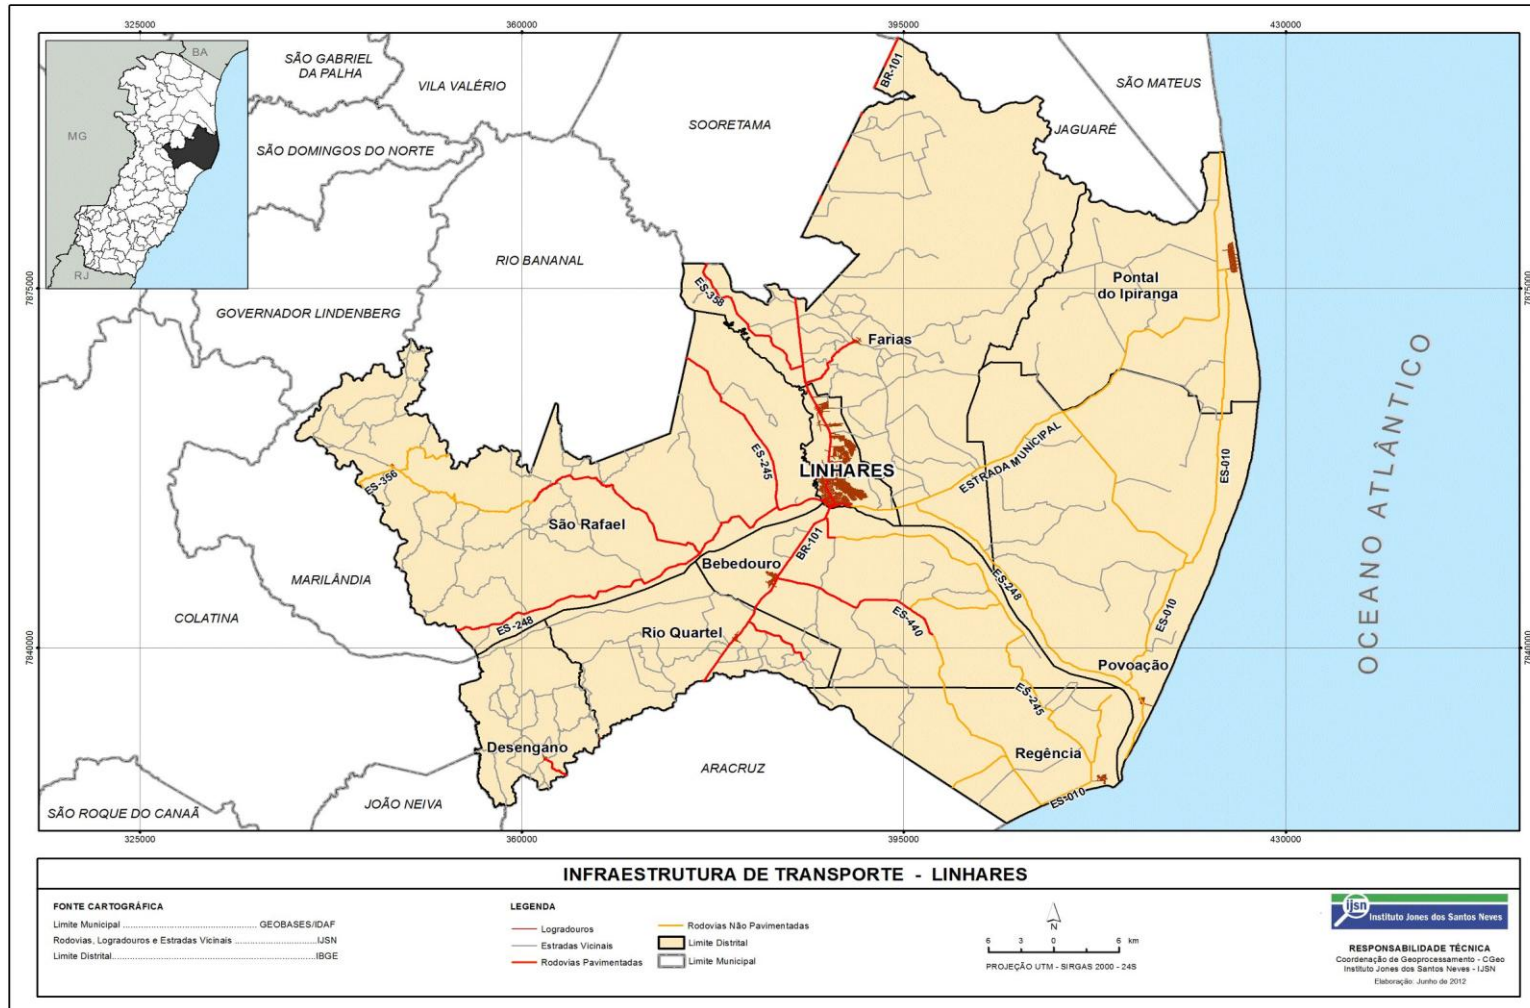 325000
360000
395000
430000
BA
MG
RJ
SÃO GABRIEL
DA PALHA
VILA VALÉRIO
BR-101
SÃO MATEUS
SOORETAMA
JAGUARÉ
SÃO DOMINGOS DO NORTE
RIO BANANAL
7875000
7875000
ES-358
Pontal
do Ipiranga
GOVERNADOR LINDENBERG
Farias
OCEANO ATLÂNTICO
ES-245
ESTRADA MUNICIPAL
ES-010
LINHARES
ES-356
São Rafael
BR-101
Bebedouro
MARILÂNDIA
ES-248
COLATINA
ES-248
Rio Quartel
ES-440
ES-010
7840000
7840000
Povoação
ES-245
Desengano
Regência
ARACRUZ
ES-010
JOÃO NEIVA
SÃO ROQUE DO CANAÃ
325000
360000
395000
430000
INFRAESTRUTURA DE TRANSPORTE - LINHARES
FONTE CARTOGRÁFICA
Limite Municipal ................................................ GEOBASES/IDAF
Rodovias, Logradouros e Estradas Vicinais .............................IJSN
Limite Distrital.........................................................................IBGE
LEGENDA
Logradouros
Estradas Vicinais
Rodovias Pavimentadas
Rodovias Não Pavimentadas
Limite Distrital
Limite Municipal
N
6 3 0 6 km
PROJEÇÃO UTM - SIRGAS 2000 - 24S
ijsn
Instituto Jones dos Santos Neves
RESPONSABILIDADE TÉCNICA
Coordenação de Geoprocessamento - CGeo
Instituto Jones dos Santos Neves - IJSN
Elaboração: Junho de 2012